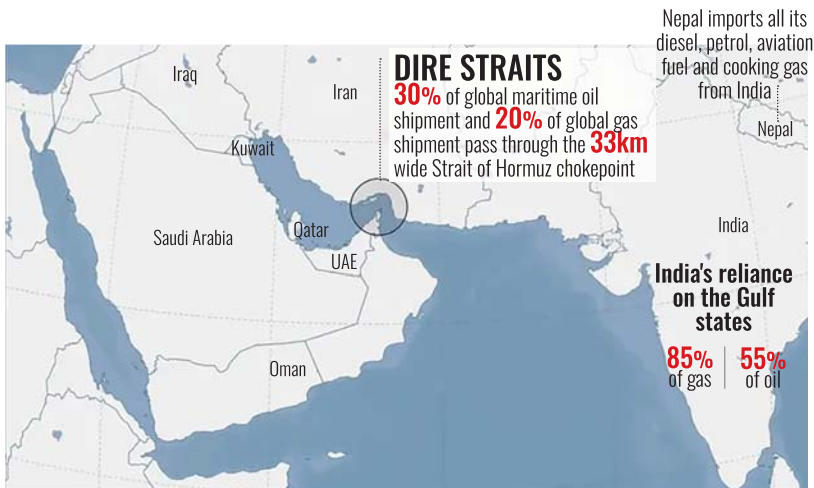 Nepal imports all its
diesel, petrol, aviation
fuel and cooking gas
from India
DIRE STRAITS
30% of global maritime oil
shipment and 20% of global gas
shipment pass through the 33km
wide Strait of Hormuz chokepoint
Iraq
Iran
Kuwait
Nepal
Saudi Arabia
Qatar
UAE
India
Oman
India's reliance
on the Gulf
states
85%
of gas
55%
of oil